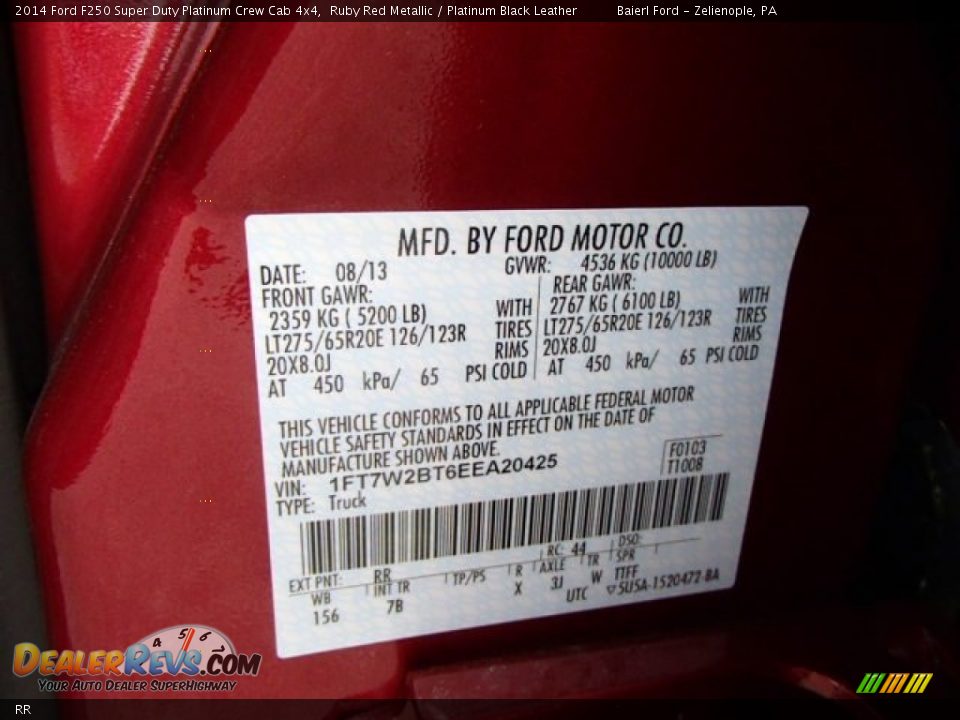 2014 Ford F250 Super Duty Platinum Crew Cab 4x4, Ruby Red Metallic / Platinum Black Leather Baierl Ford - Zelienople, PA
MFD. BY FORD MOTOR CO.
DATE: 08/13 GVWR: 4536 KG (10000 LB)
FRONT GAWR: REAR GAWR:
2359 KG ( 5200 LB) WITH 2767 KG ( 6100 LB) WITH
LT275/65R20E 126/123R TIRES LT275/65R20E 126/123R TIRES
20X8.0J RIMS 20X8.0J RIMS
AT 450 kPa/ 65 PSI COLD AT 450 kPa/ 65 PSI COLD
THIS VEHICLE CONFORMS TO ALL APPLICABLE FEDERAL MOTOR
VEHICLE SAFETY STANDARDS IN EFFECT ON THE DATE OF
MANUFACTURE SHOWN ABOVE.
F0103
VIN: 1FT7W2BT6EEA20425 T1008
TYPE: Truck
RC: 44 DSO:
EXT PNT: RR
WB INT TR TP/PS R AXLE TR SPR
156 7B X 3J W TTFF
UTC ▽5U5A-1520472-BA
DEALERREVS.COM
4 5 6
YOUR AUTO DEALER SUPERHIGHWAY
RR